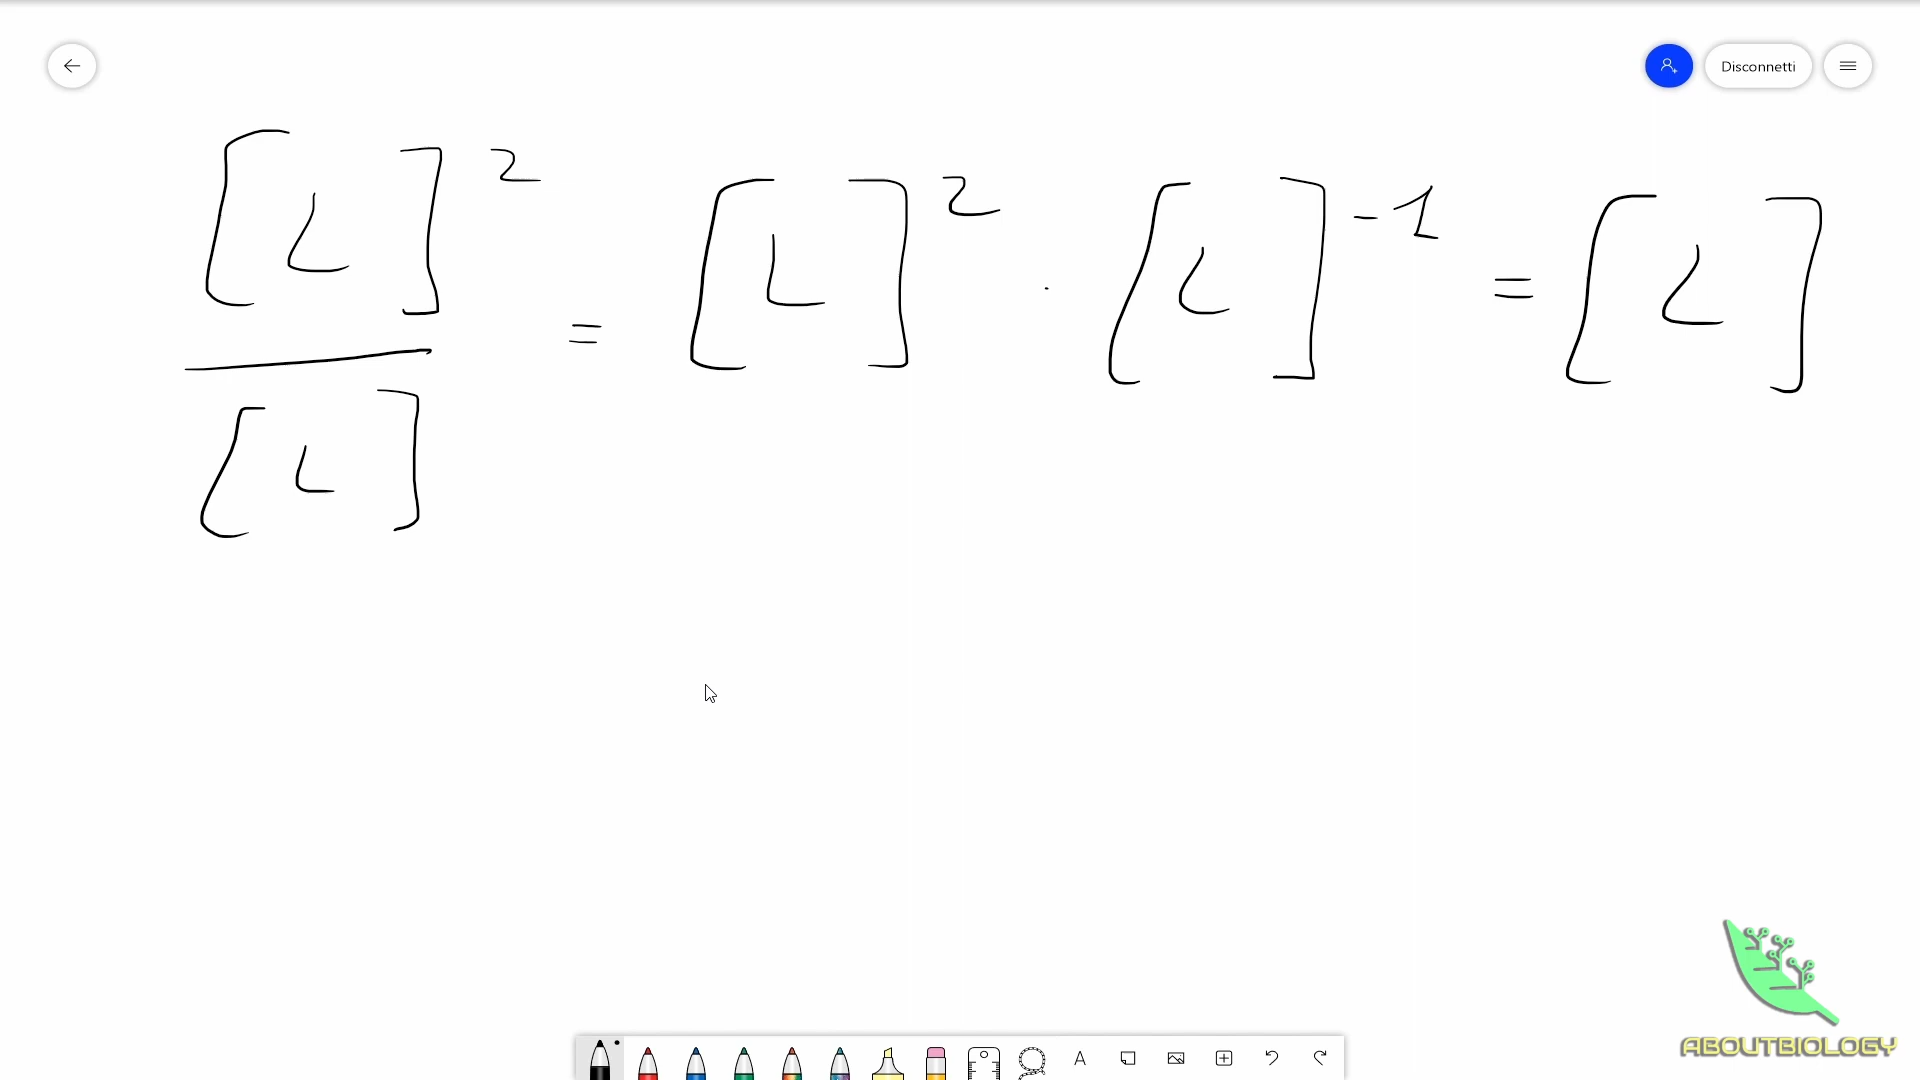 Disconnetti
[L]² / [L] = [L]² · [L]⁻¹ = [L]
A
ABOUTBIOLOGY